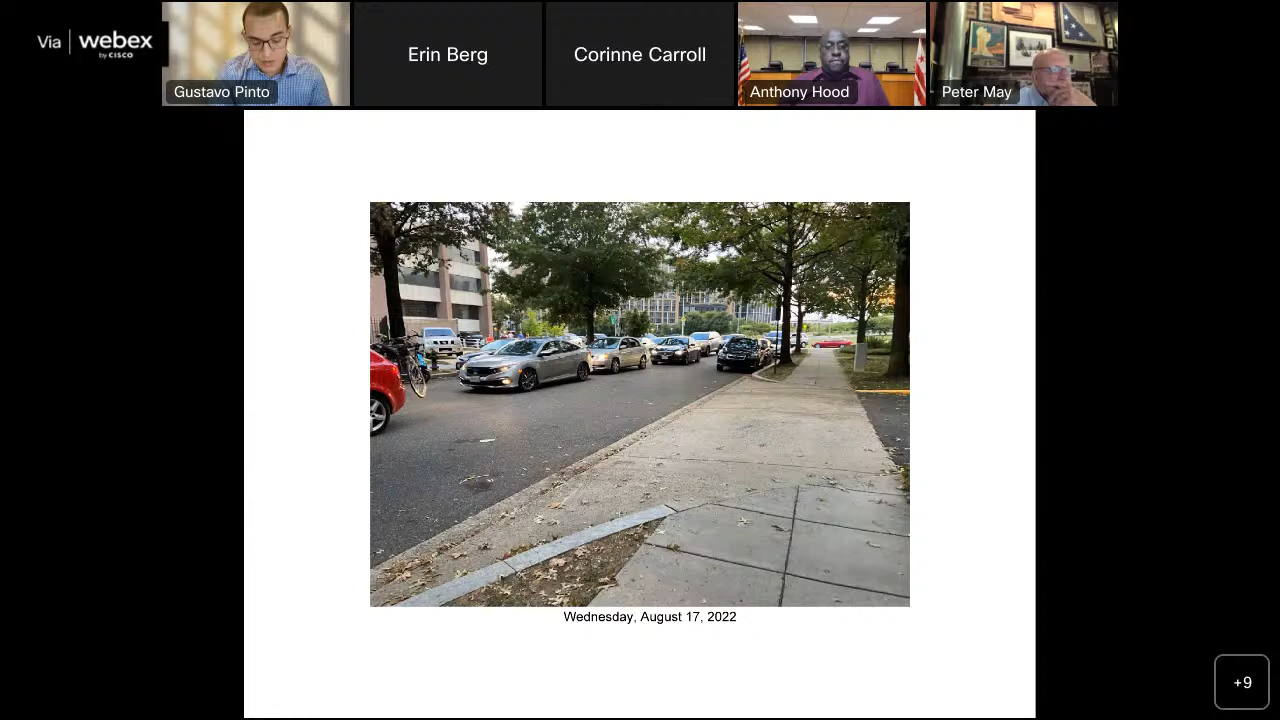 Via webex
by CISCO
Gustavo Pinto
Erin Berg
Corinne Carroll
Anthony Hood
Peter May
Wednesday, August 17, 2022
+9